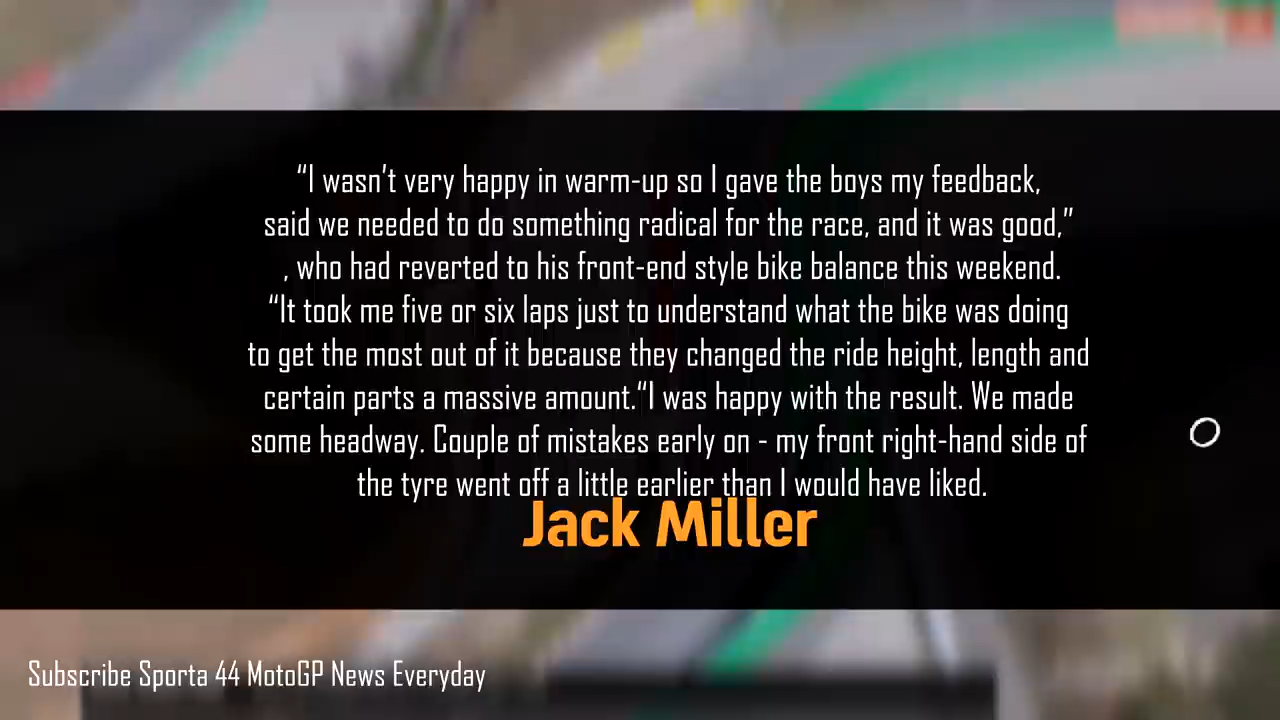 “I wasn’t very happy in warm-up so I gave the boys my feedback,
said we needed to do something radical for the race, and it was good,”
, who had reverted to his front-end style bike balance this weekend.
“It took me five or six laps just to understand what the bike was doing
to get the most out of it because they changed the ride height, length and
certain parts a massive amount.“I was happy with the result. We made
some headway. Couple of mistakes early on - my front right-hand side of
the tyre went off a little earlier than I would have liked.
Jack Miller
Subscribe Sporta 44 MotoGP News Everyday